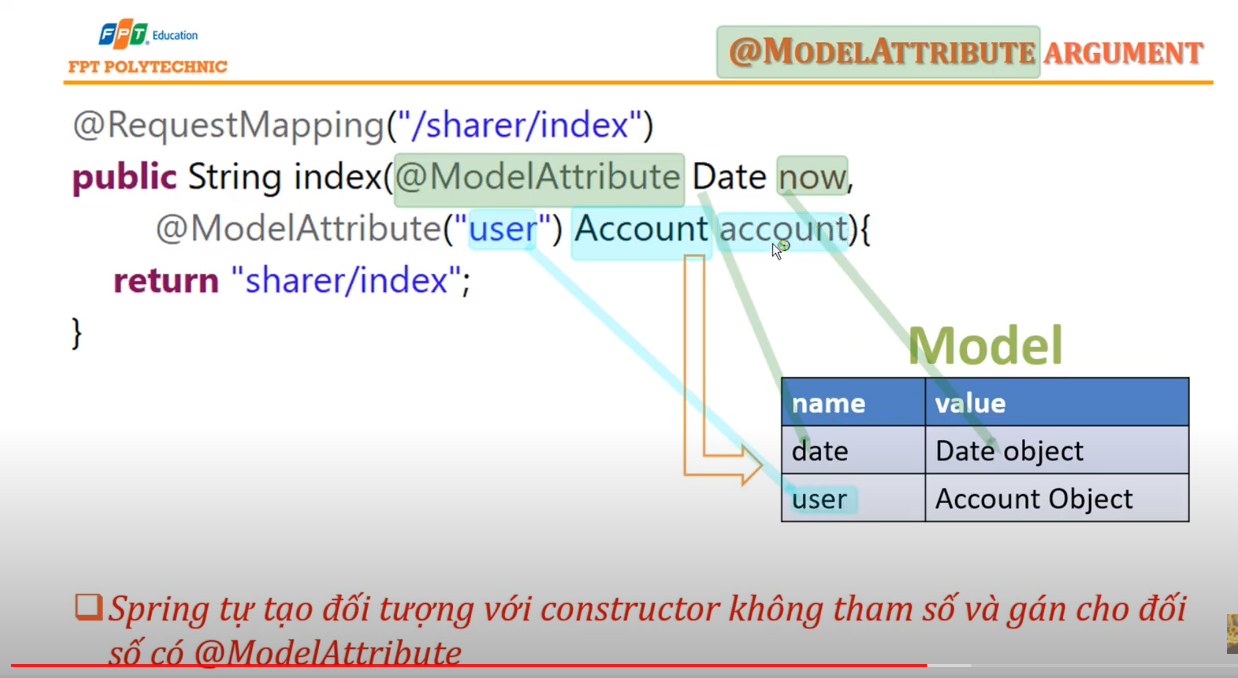 FPT Education
FPT POLYTECHNIC
@MODELATTRIBUTE ARGUMENT
@RequestMapping("/sharer/index")
public String index(@ModelAttribute Date now,
@ModelAttribute("user") Account account){
return "sharer/index";
}
Model
name value
date Date object
user Account Object
Spring tự tạo đối tượng với constructor không tham số và gán cho đối
số có @ModelAttribute